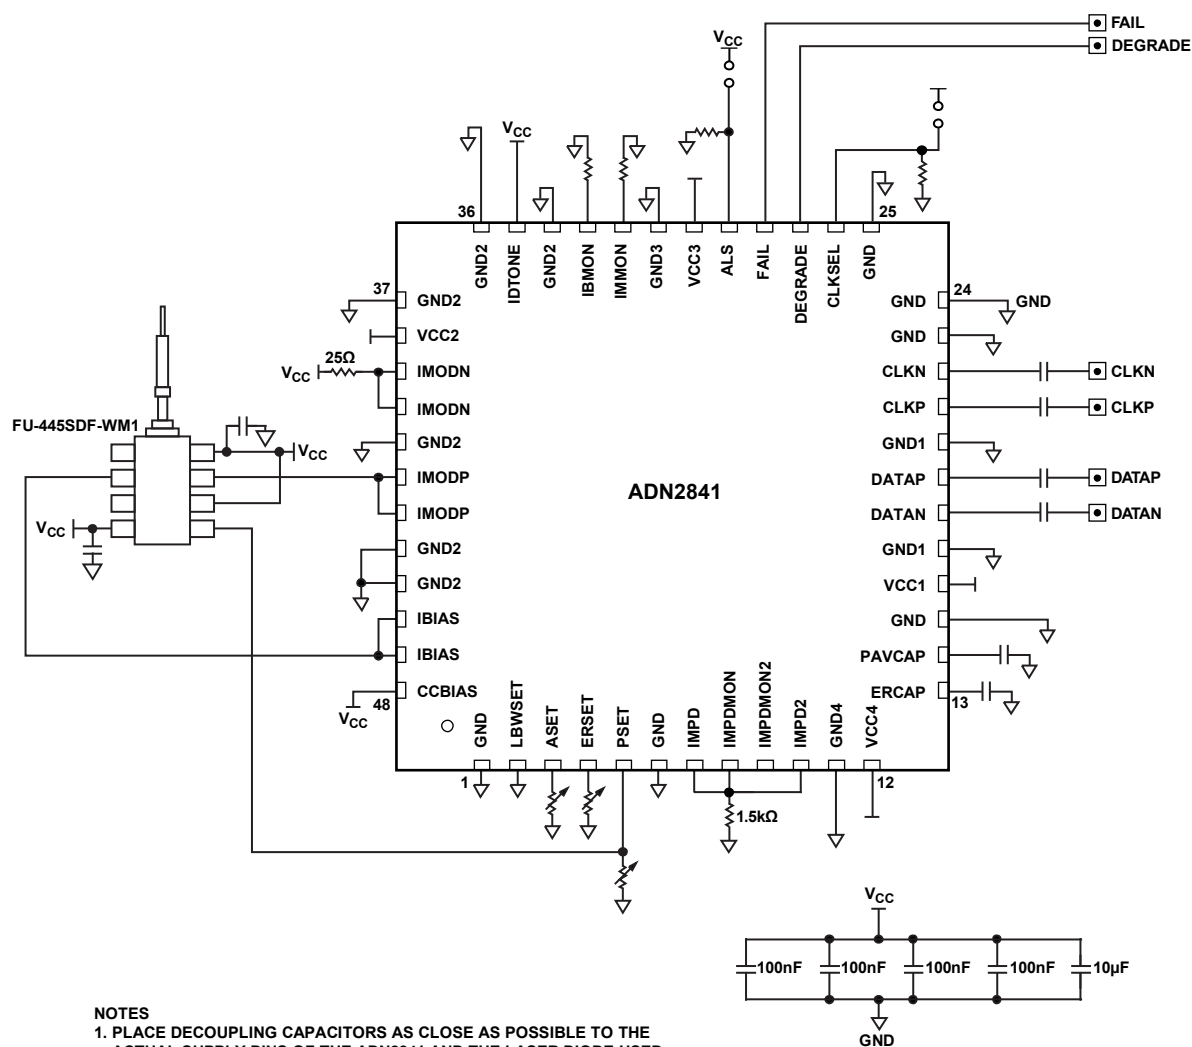 FAIL
DEGRADE
VCC
VCC
36
25
GND2
IDTONE
GND2
IBMON
IMMON
GND3
VCC3
ALS
FAIL
DEGRADE
CLKSEL
GND
37
GND2
VCC2
25Ω
VCC
IMODN
IMODN
GND2
IMODP
IMODP
GND2
GND2
IBIAS
IBIAS
CCBIAS
48
VCC
FU-445SDF-WM1
VCC
VCC
ADN2841
24
GND
GND
GND
CLKN
CLKN
CLKP
CLKP
GND1
DATAP
DATAP
DATAN
DATAN
GND1
VCC1
GND
PAVCAP
ERCAP
13
GND
LBWSET
ASET
ERSET
PSET
GND
IMPD
IMPDMON
IMPDMON2
IMPD2
GND4
VCC4
1
12
1.5kΩ
VCC
100nF
100nF
100nF
100nF
10µF
GND
NOTES
1. PLACE DECOUPLING CAPACITORS AS CLOSE AS POSSIBLE TO THE